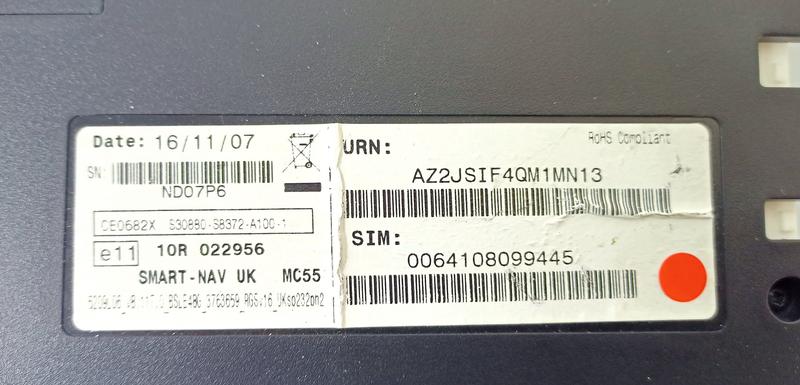 Date: 16/11/07
SN:
ND07P6
CE0682X S30880-S8372-A100-1
e11 10R 022956
SMART-NAV UK MC55
URN:
RoHS Compliant
AZ2JSIF4QM1MN13
SIM:
0064108099445